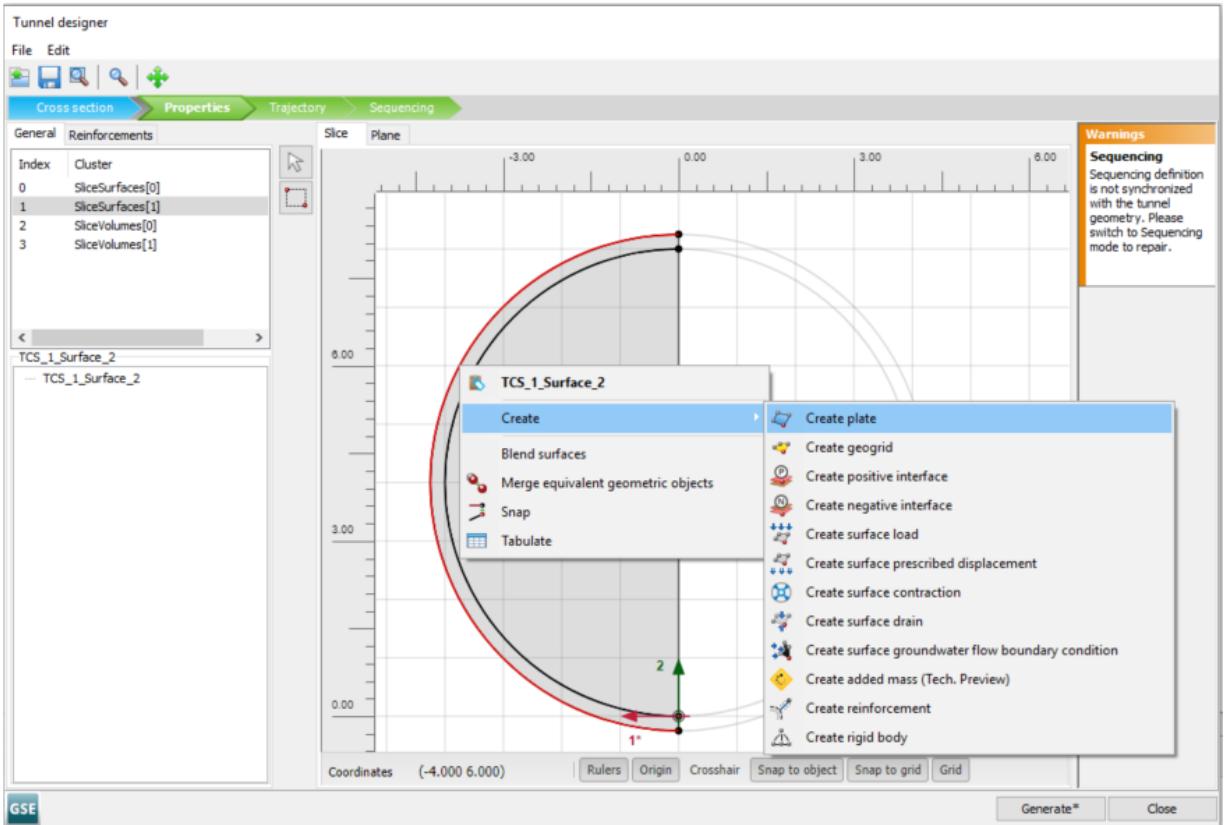 Tunnel designer
File Edit
Cross section Properties Trajectory Sequencing
General Reinforcements
Index Cluster
0 SliceSurfaces[0]
1 SliceSurfaces[1]
2 SliceVolumes[0]
3 SliceVolumes[1]
TCS_1_Surface_2
TCS_1_Surface_2
Slice Plane
-3.00 0.00 3.00 6.00
6.00
3.00
0.00
TCS_1_Surface_2
Create
Blend surfaces
Merge equivalent geometric objects
Snap
Tabulate
Create plate
Create geogrid
P
Create positive interface
N
Create negative interface
Create surface load
Create surface prescribed displacement
Create surface contraction
Create surface drain
Create surface groundwater flow boundary condition
Create added mass (Tech. Preview)
Create reinforcement
Create rigid body
2
1*
Coordinates (-4.000 6.000) Rulers Origin Crosshair Snap to object Snap to grid Grid
Warnings
Sequencing
Sequencing definition
is not synchronized
with the tunnel
geometry. Please
switch to Sequencing
mode to repair.
GSE
Generate* Close